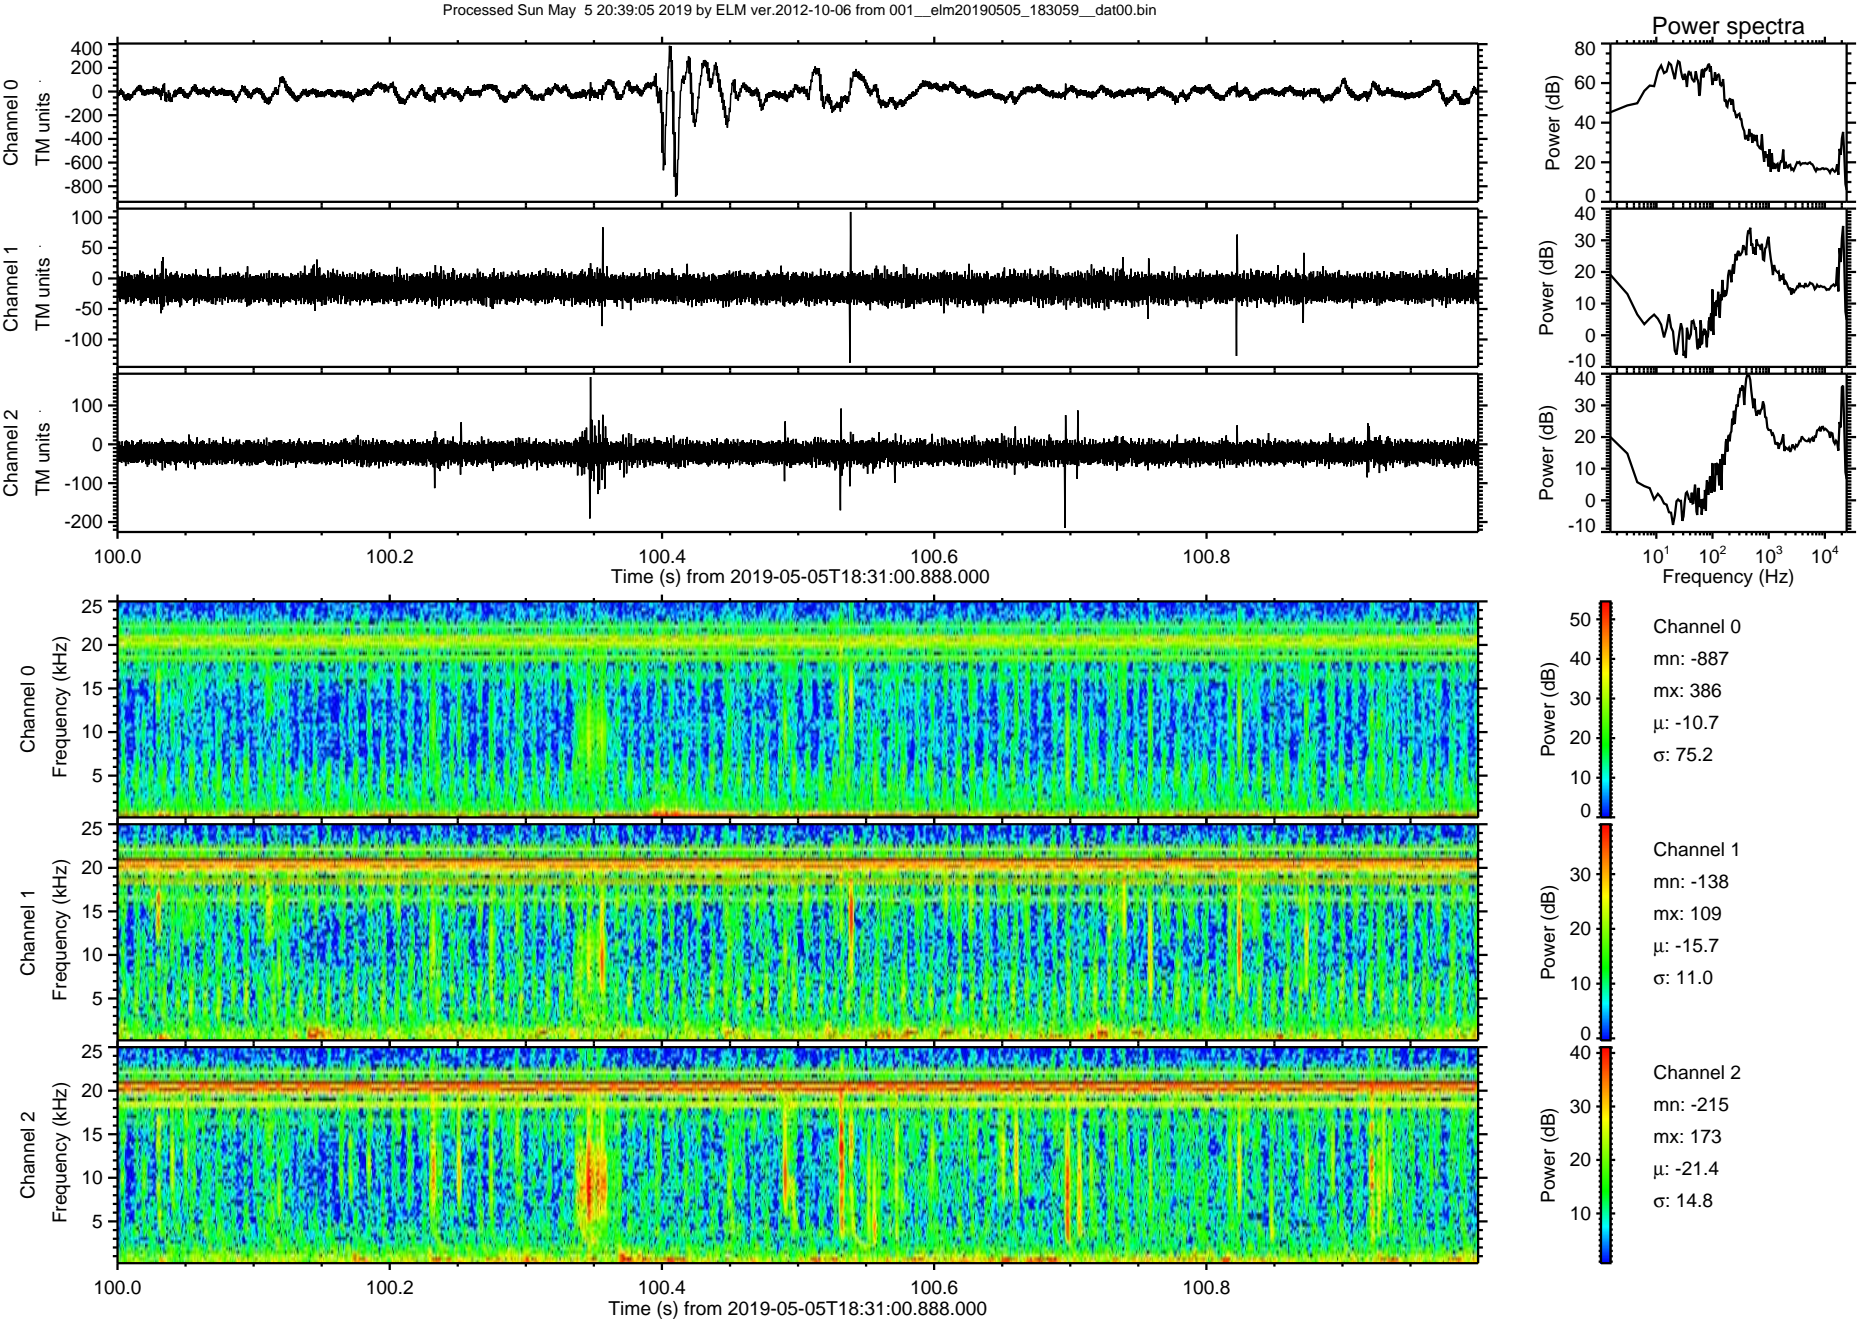 Processed Sun May  5 20:39:05 2019 by ELM ver.2012-10-06 from 001__elm20190505_183059__dat00.bin
Power spectra
Channel 0
TM units
400
200
0
-200
-400
-600
-800
Power (dB)
80
60
40
20
0
Channel 1
TM units
100
50
0
-50
-100
Power (dB)
40
30
20
10
0
-10
Channel 2
TM units
100
0
-100
-200
Power (dB)
40
30
20
10
0
-10
100.0 100.2 100.4 100.6 100.8
Time (s) from 2019-05-05T18:31:00.888.000
10¹ 10² 10³ 10⁴
Frequency (Hz)
Channel 0
Frequency (kHz)
25
20
15
10
5
Power (dB)
50
40
30
20
10
0
Channel 0
mn: -887
mx: 386
μ: -10.7
σ: 75.2
Channel 1
Frequency (kHz)
25
20
15
10
5
Power (dB)
30
20
10
0
Channel 1
mn: -138
mx: 109
μ: -15.7
σ: 11.0
Channel 2
Frequency (kHz)
25
20
15
10
5
Power (dB)
40
30
20
10
Channel 2
mn: -215
mx: 173
μ: -21.4
σ: 14.8
100.0 100.2 100.4 100.6 100.8
Time (s) from 2019-05-05T18:31:00.888.000